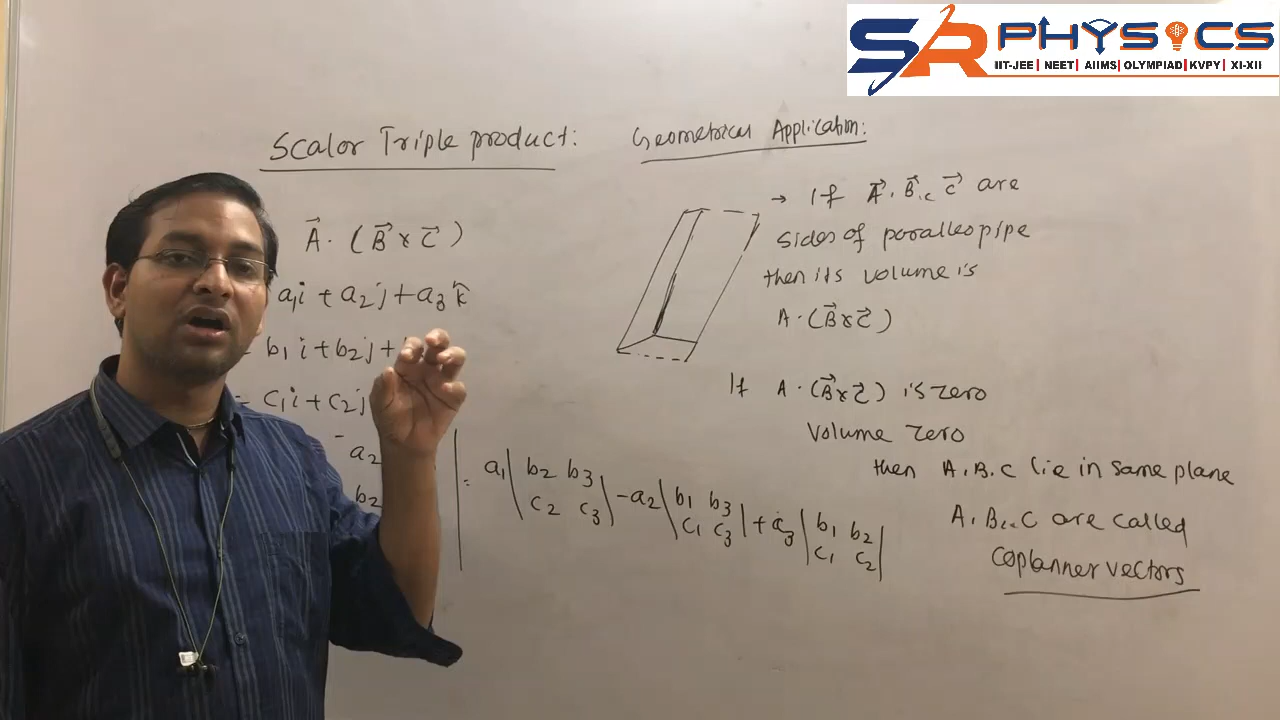 SR PHYSICS
IIT-JEE | NEET | AIIMS | OLYMPIAD | KVPY | XI-XII
Scalor Triple product:
A⃗ · (B⃗ x C⃗)
a₁i + a₂j + a₃k̂
= b₁i + b₂j +
= c₁i + c₂j
a₂
b₂
| = a₁ | b₂ b₃ | - a₂ | b₁ b₃ | + a₃ | b₁ b₂ |
c₂ c₃ c₁ c₃ c₁ c₂
Geometrical Application:
→ If A⃗, B⃗, C⃗ are
sides of paralleopipe
then its volume is
A · (B⃗ x C⃗)
If A · (B⃗ x C⃗) is zero
Volume zero
then A, B, C lie in same plane
A, B, C are called
Coplanner vectors